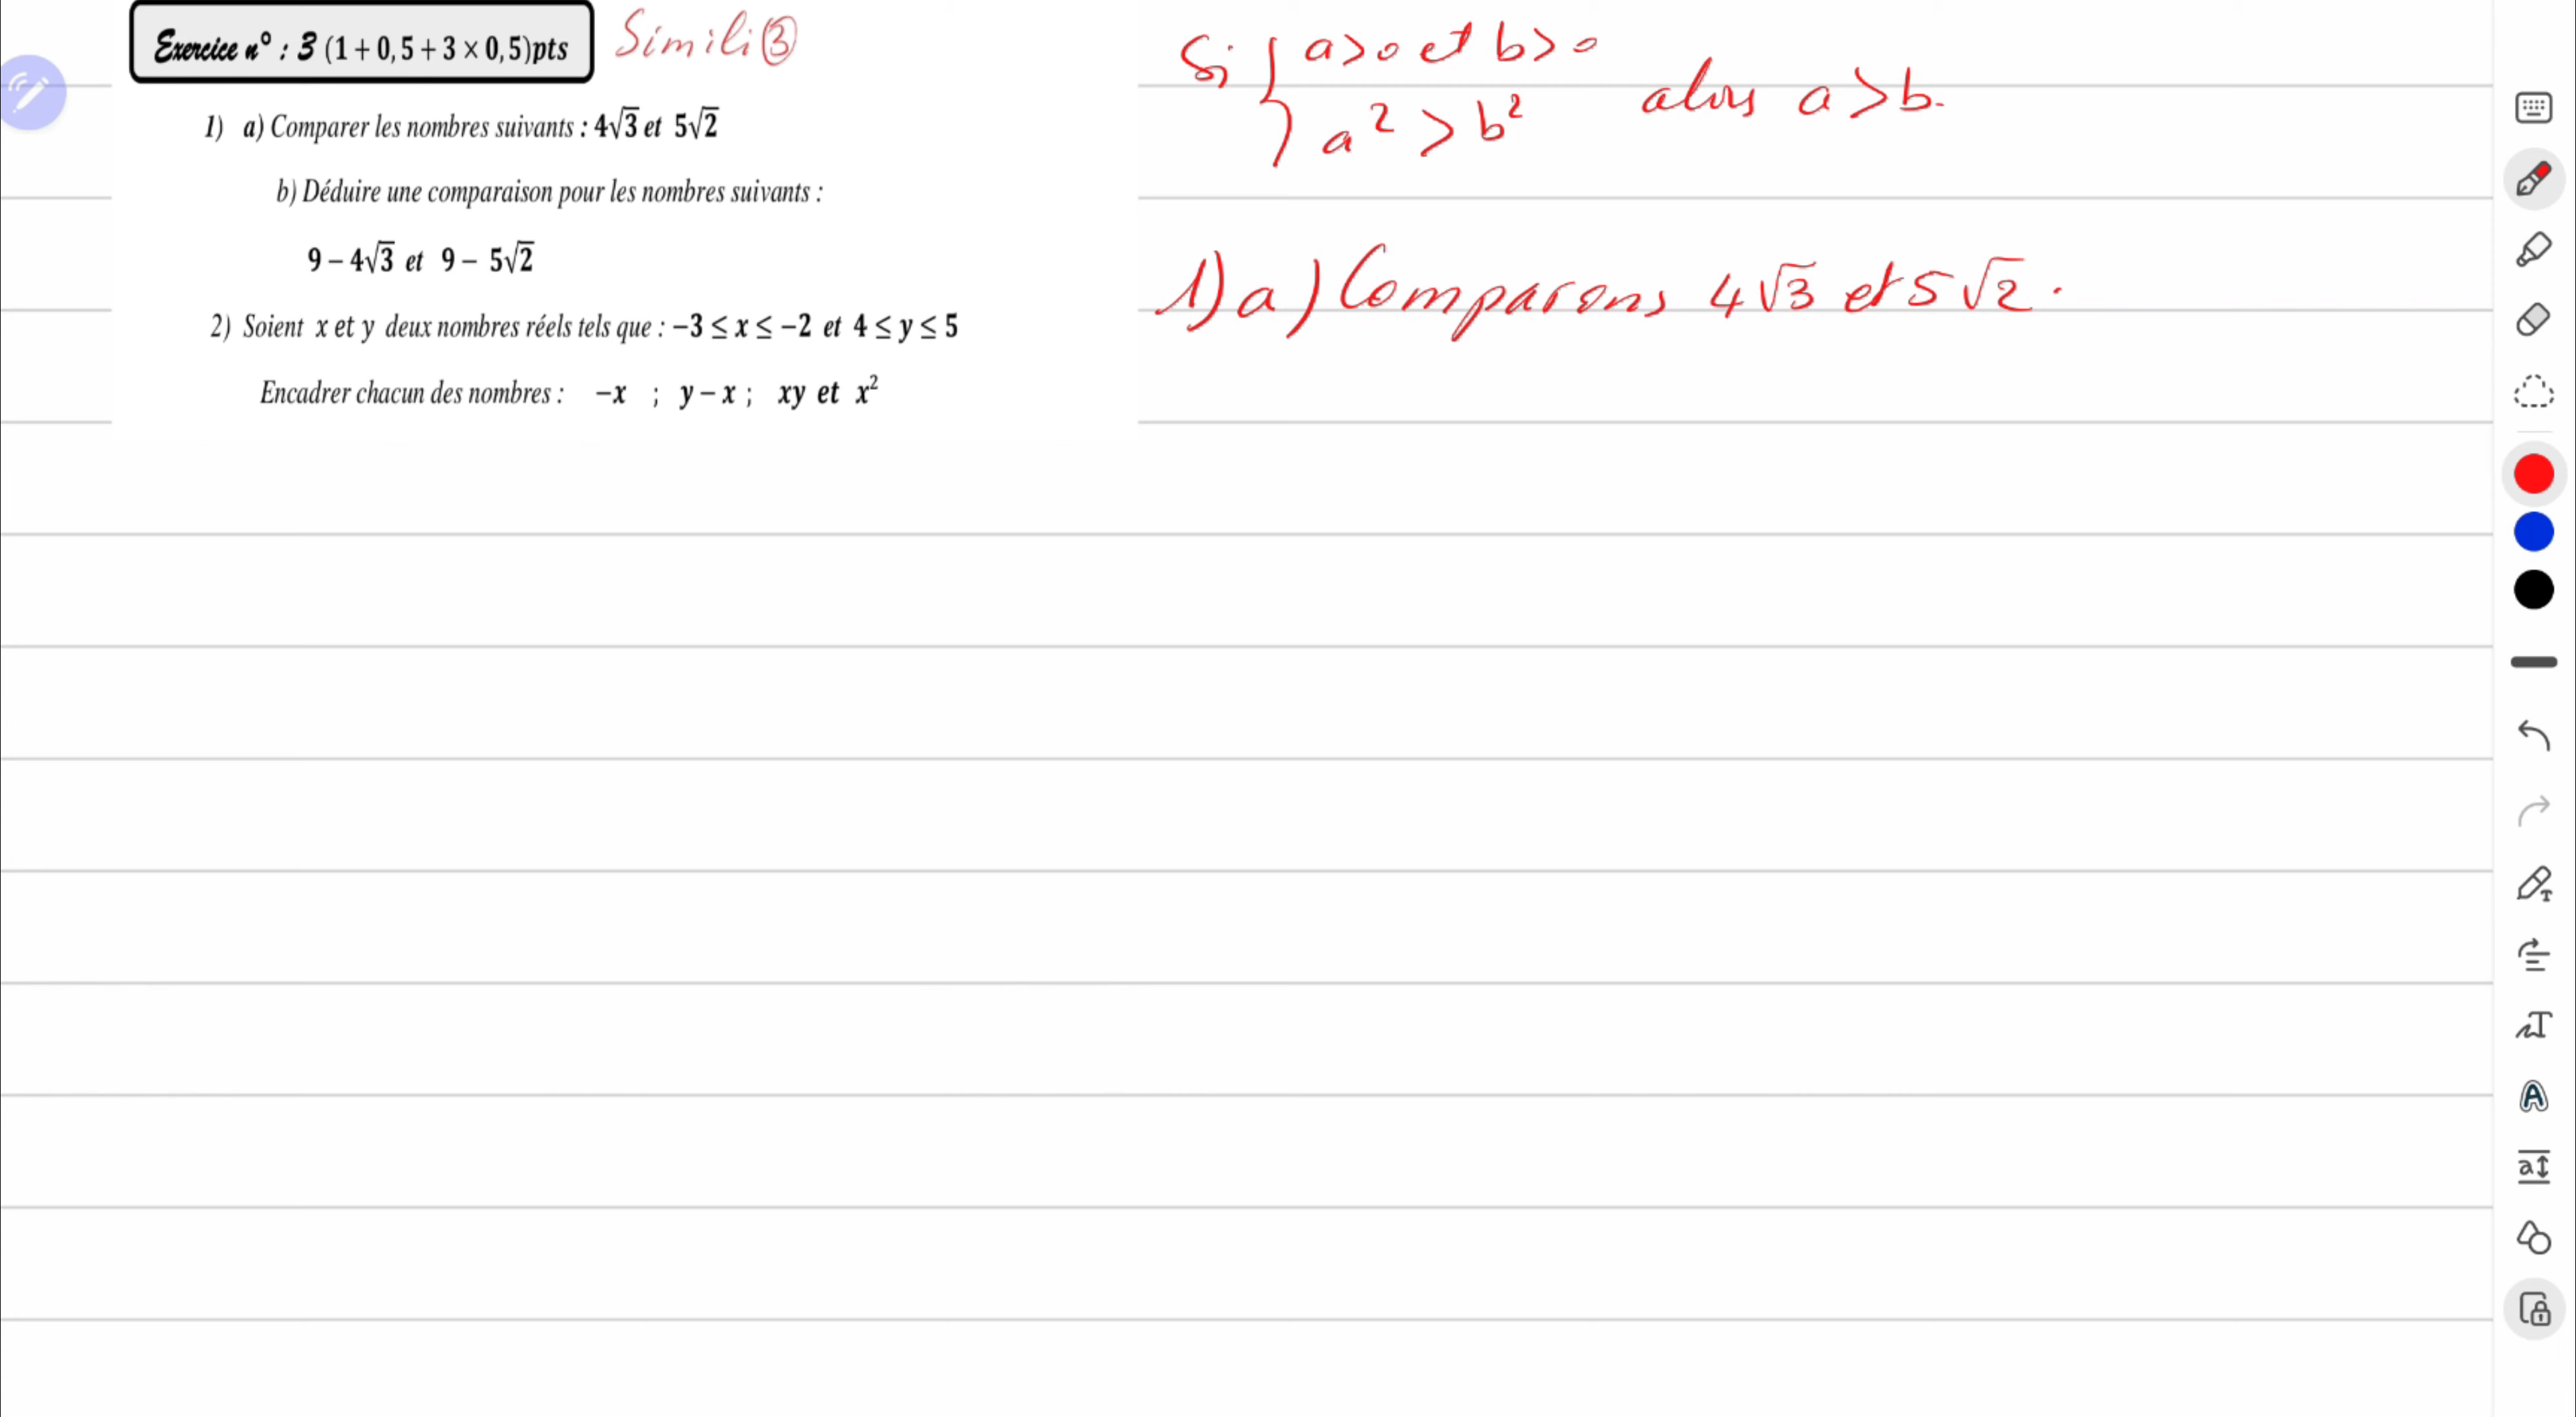 Exercice n° : 3 (1 + 0,5 + 3 × 0,5)pts
Simili ③
1) a) Comparer les nombres suivants : 4√3 et 5√2
b) Déduire une comparaison pour les nombres suivants :
9 – 4√3 et 9 – 5√2
2) Soient x et y deux nombres réels tels que : –3 ≤ x ≤ –2 et 4 ≤ y ≤ 5
Encadrer chacun des nombres : –x ; y – x ; xy et x²
Si { a>0 et b>0
a² > b² alors a>b.
1) a) Comparons 4√3 et 5√2.